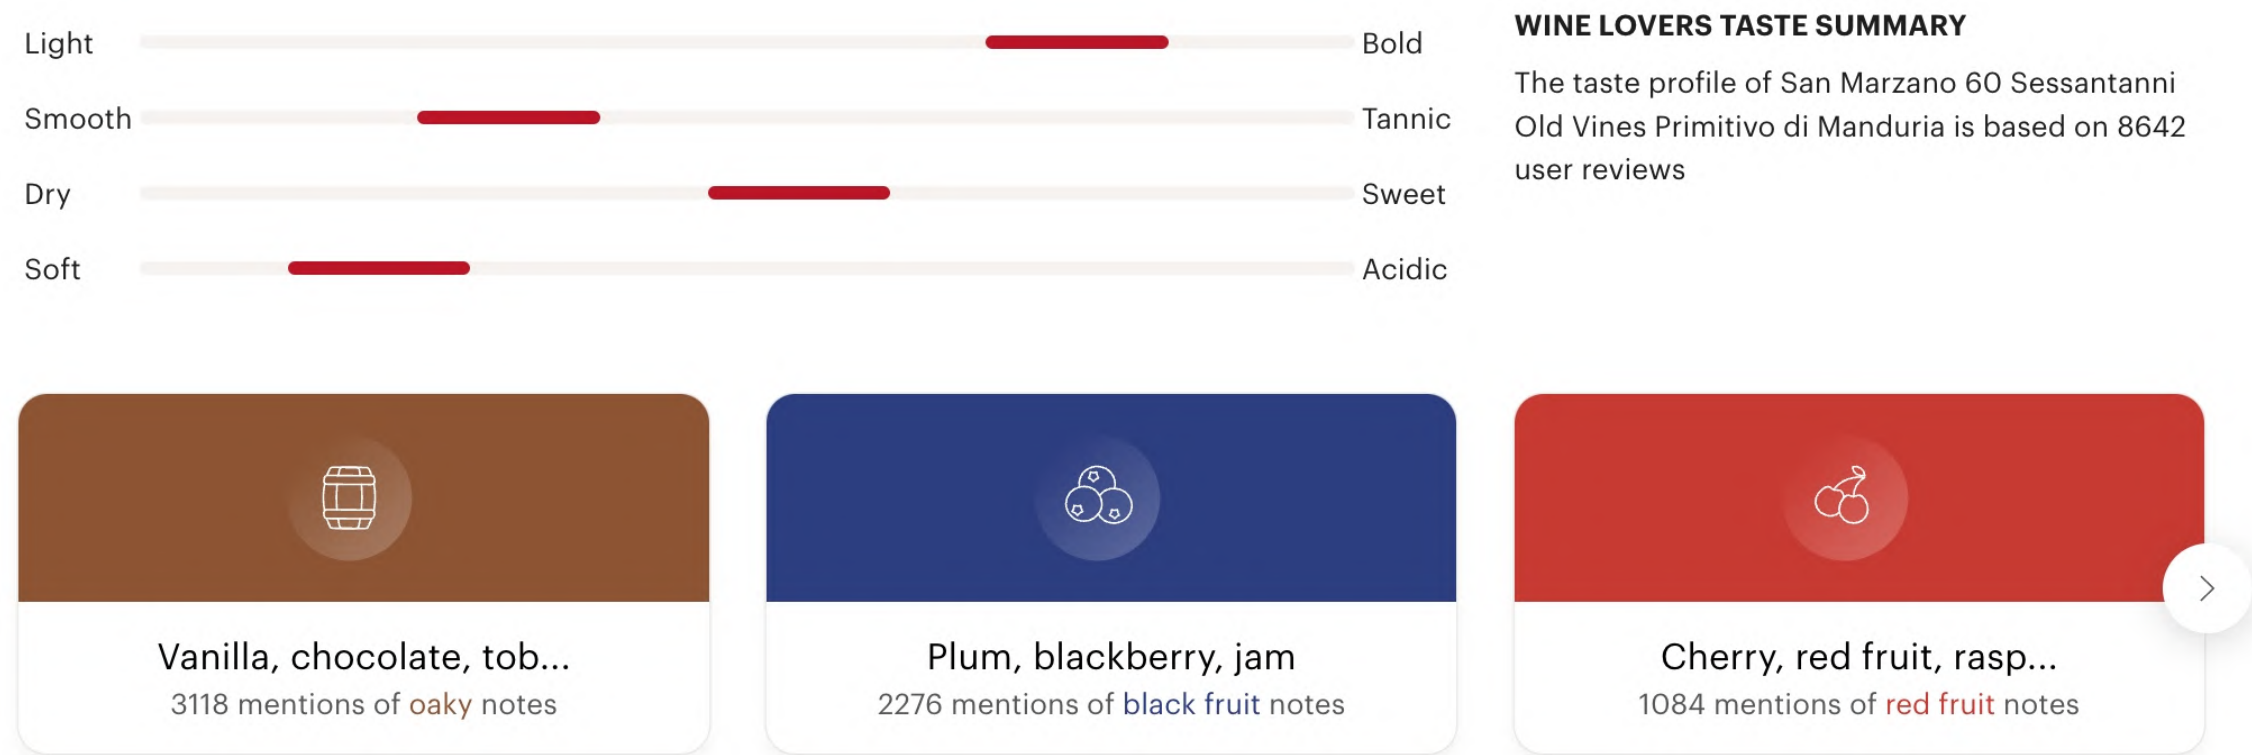 Light
Bold
Smooth
Tannic
Dry
Sweet
Soft
Acidic
WINE LOVERS TASTE SUMMARY
The taste profile of San Marzano 60 Sessantanni
Old Vines Primitivo di Manduria is based on 8642
user reviews
Vanilla, chocolate, tob...
3118 mentions of oaky notes
Plum, blackberry, jam
2276 mentions of black fruit notes
Cherry, red fruit, rasp...
1084 mentions of red fruit notes